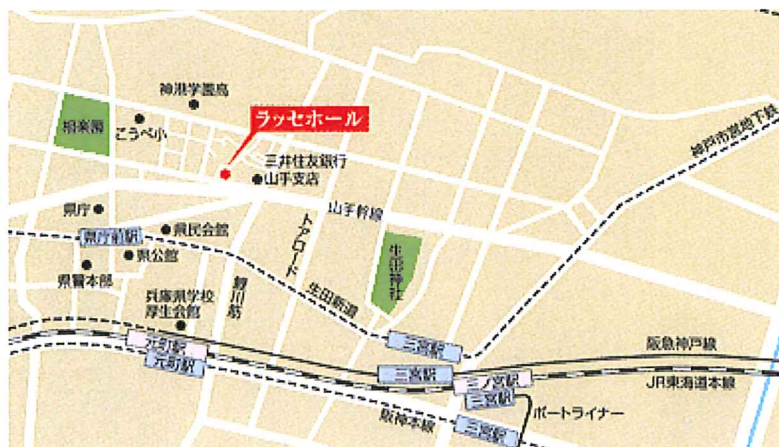 神港学園高
相楽園
こうべ小
ラッセホール
三井住友銀行
山手支店
神戸市営地下鉄
県庁
県民会館
山手幹線
トアロード
生田神社
県庁前駅
県公館
県警本部
鯉川筋
生田新道
兵庫県学校
厚生会館
三宮駅
元町駅
元町駅
三宮駅
三ノ宮駅
三宮駅
三宮駅
阪急神戸線
JR東海道本線
ポートライナー
阪神本線